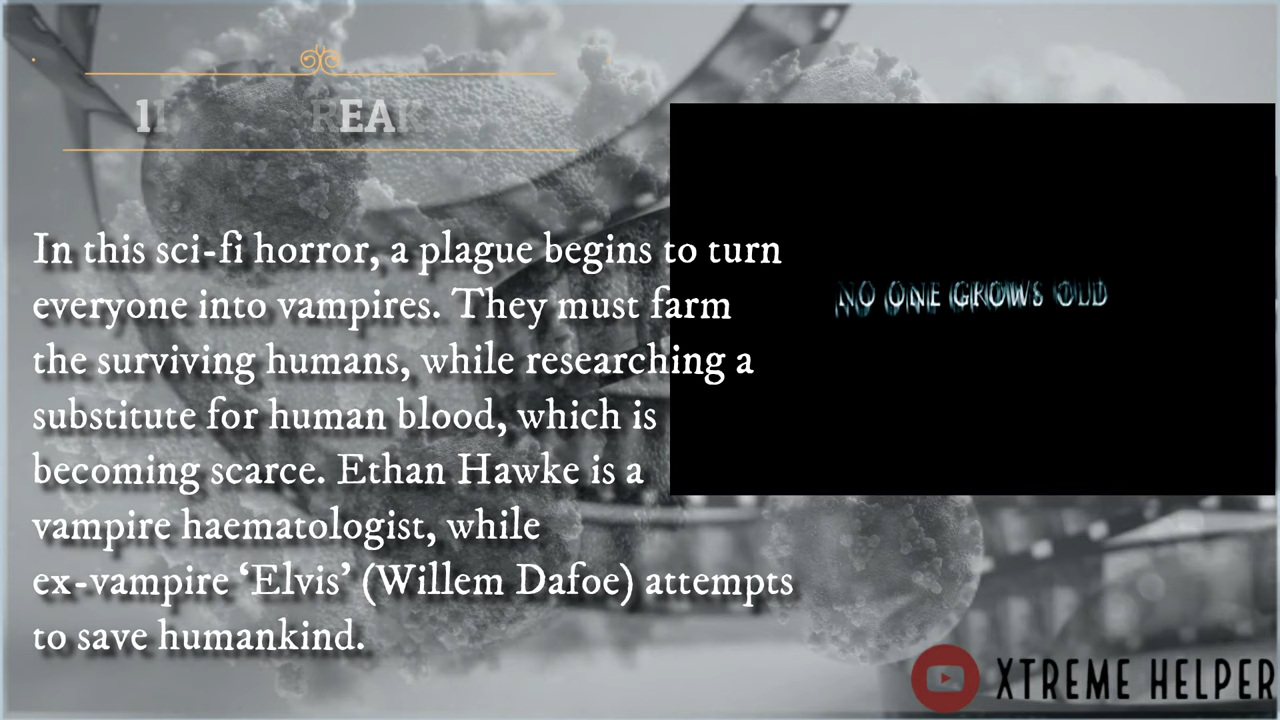 In this sci-fi horror, a plague begins to turn
everyone into vampires. They must farm
the surviving humans, while researching a
substitute for human blood, which is
becoming scarce. Ethan Hawke is a
vampire haematologist, while
ex-vampire ‘Elvis’ (Willem Dafoe) attempts
to save humankind.
NO ONE GROWS OLD
XTREME HELPER